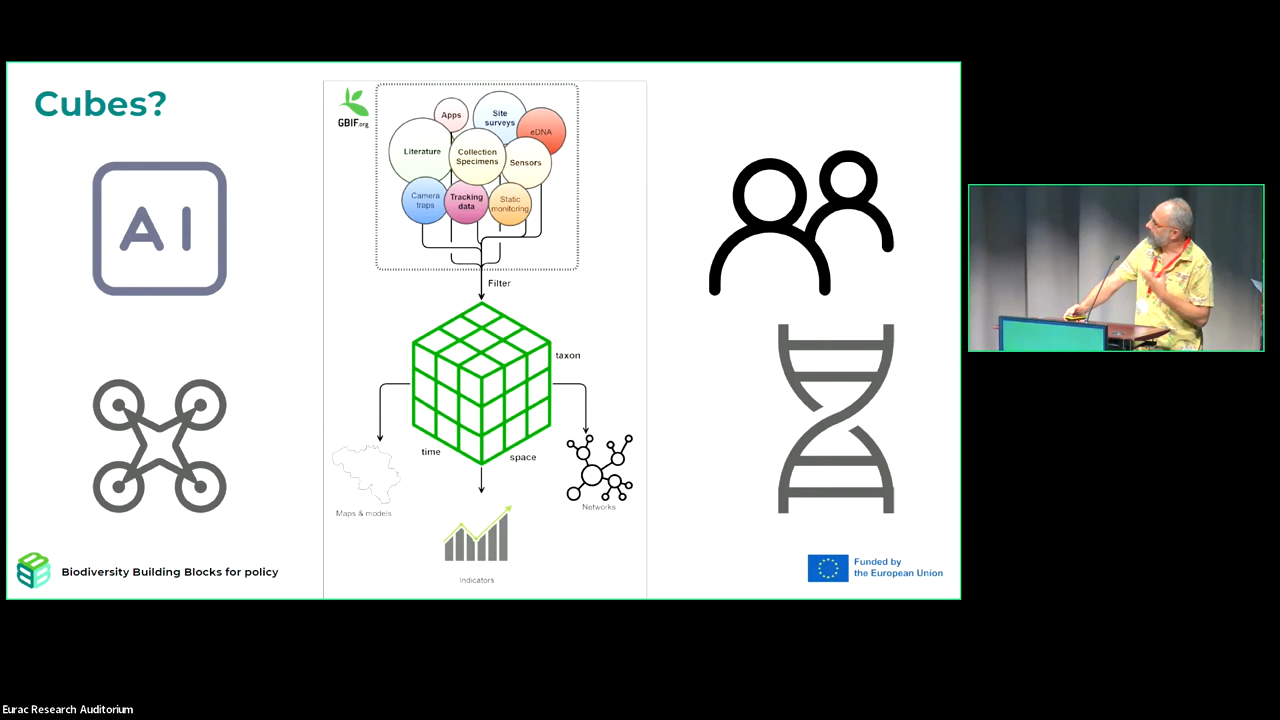 Cubes?
AI
GBIF.org
Apps
Site
surveys
eDNA
Literature
Collection
Specimens
Sensors
Camera
traps
Tracking
data
Static
monitoring
Filter
taxon
time
space
Maps & models
Networks
Indicators
Biodiversity Building Blocks for policy
Funded by
the European Union
Eurac Research Auditorium